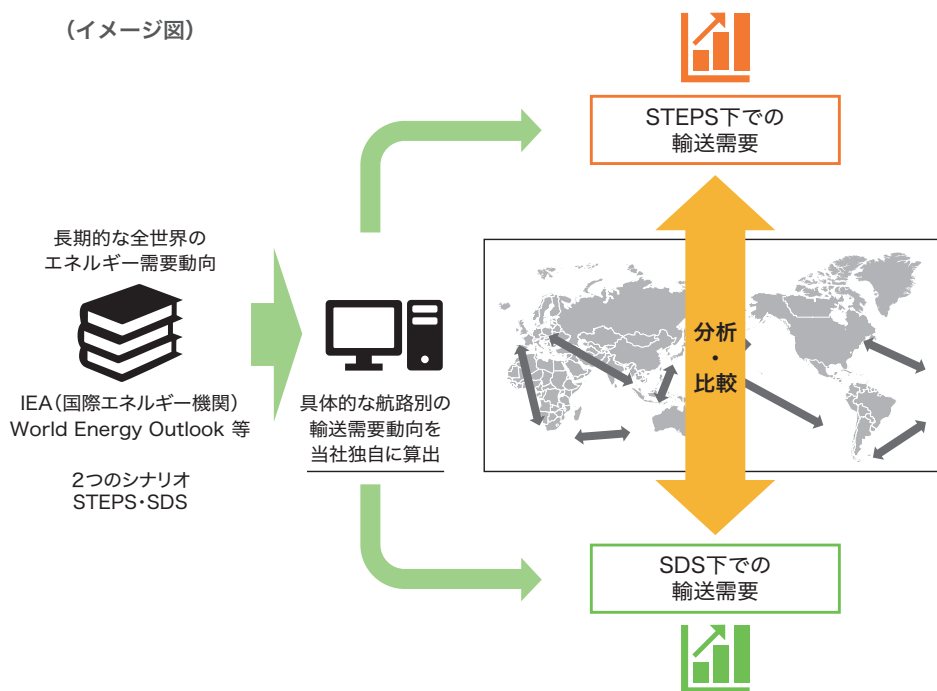 (イメージ図)
STEPS下での
輸送需要
長期的な全世界の
エネルギー需要動向
IEA(国際エネルギー機関)
World Energy Outlook 等
2つのシナリオ
STEPS・SDS
具体的な航路別の
輸送需要動向を
当社独自に算出
分析
・
比較
SDS下での
輸送需要